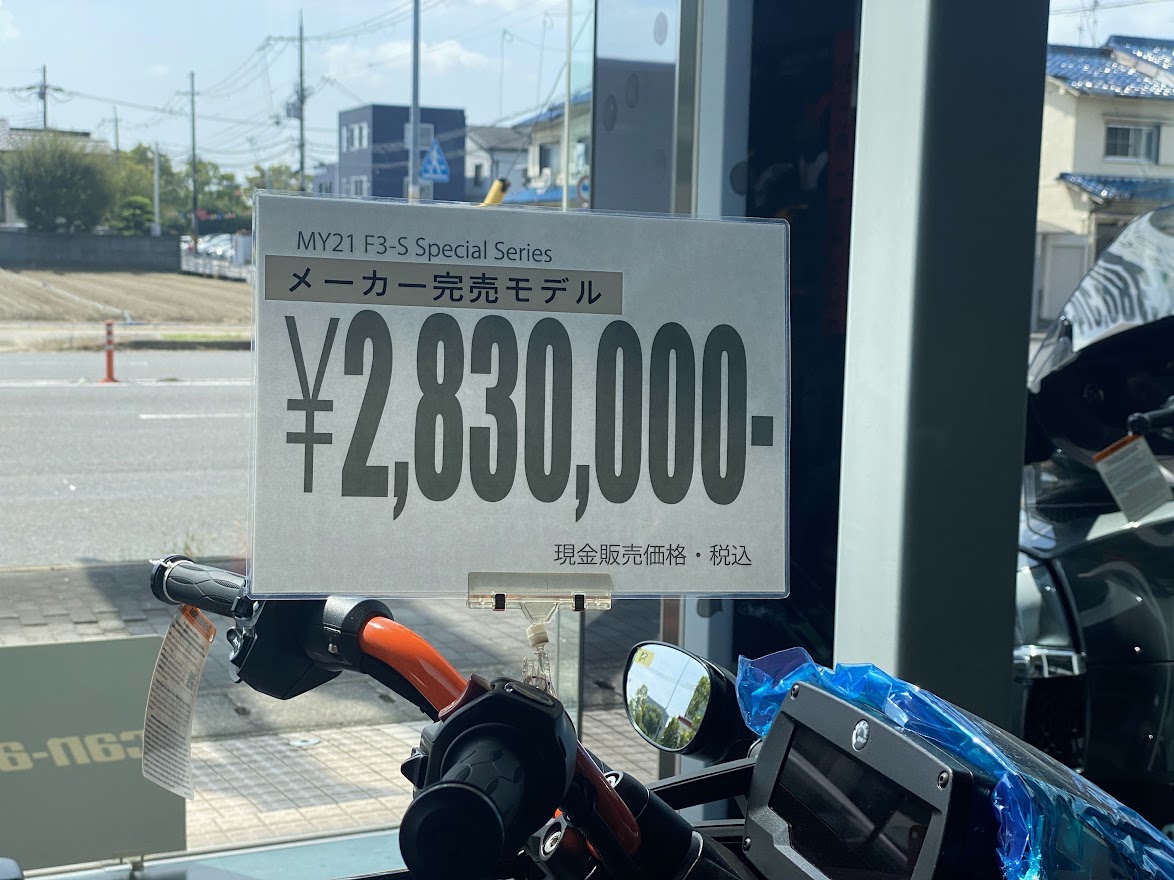 MY21 F3-S Special Series
メーカー完売モデル
¥2,830,000-
現金販売価格・税込